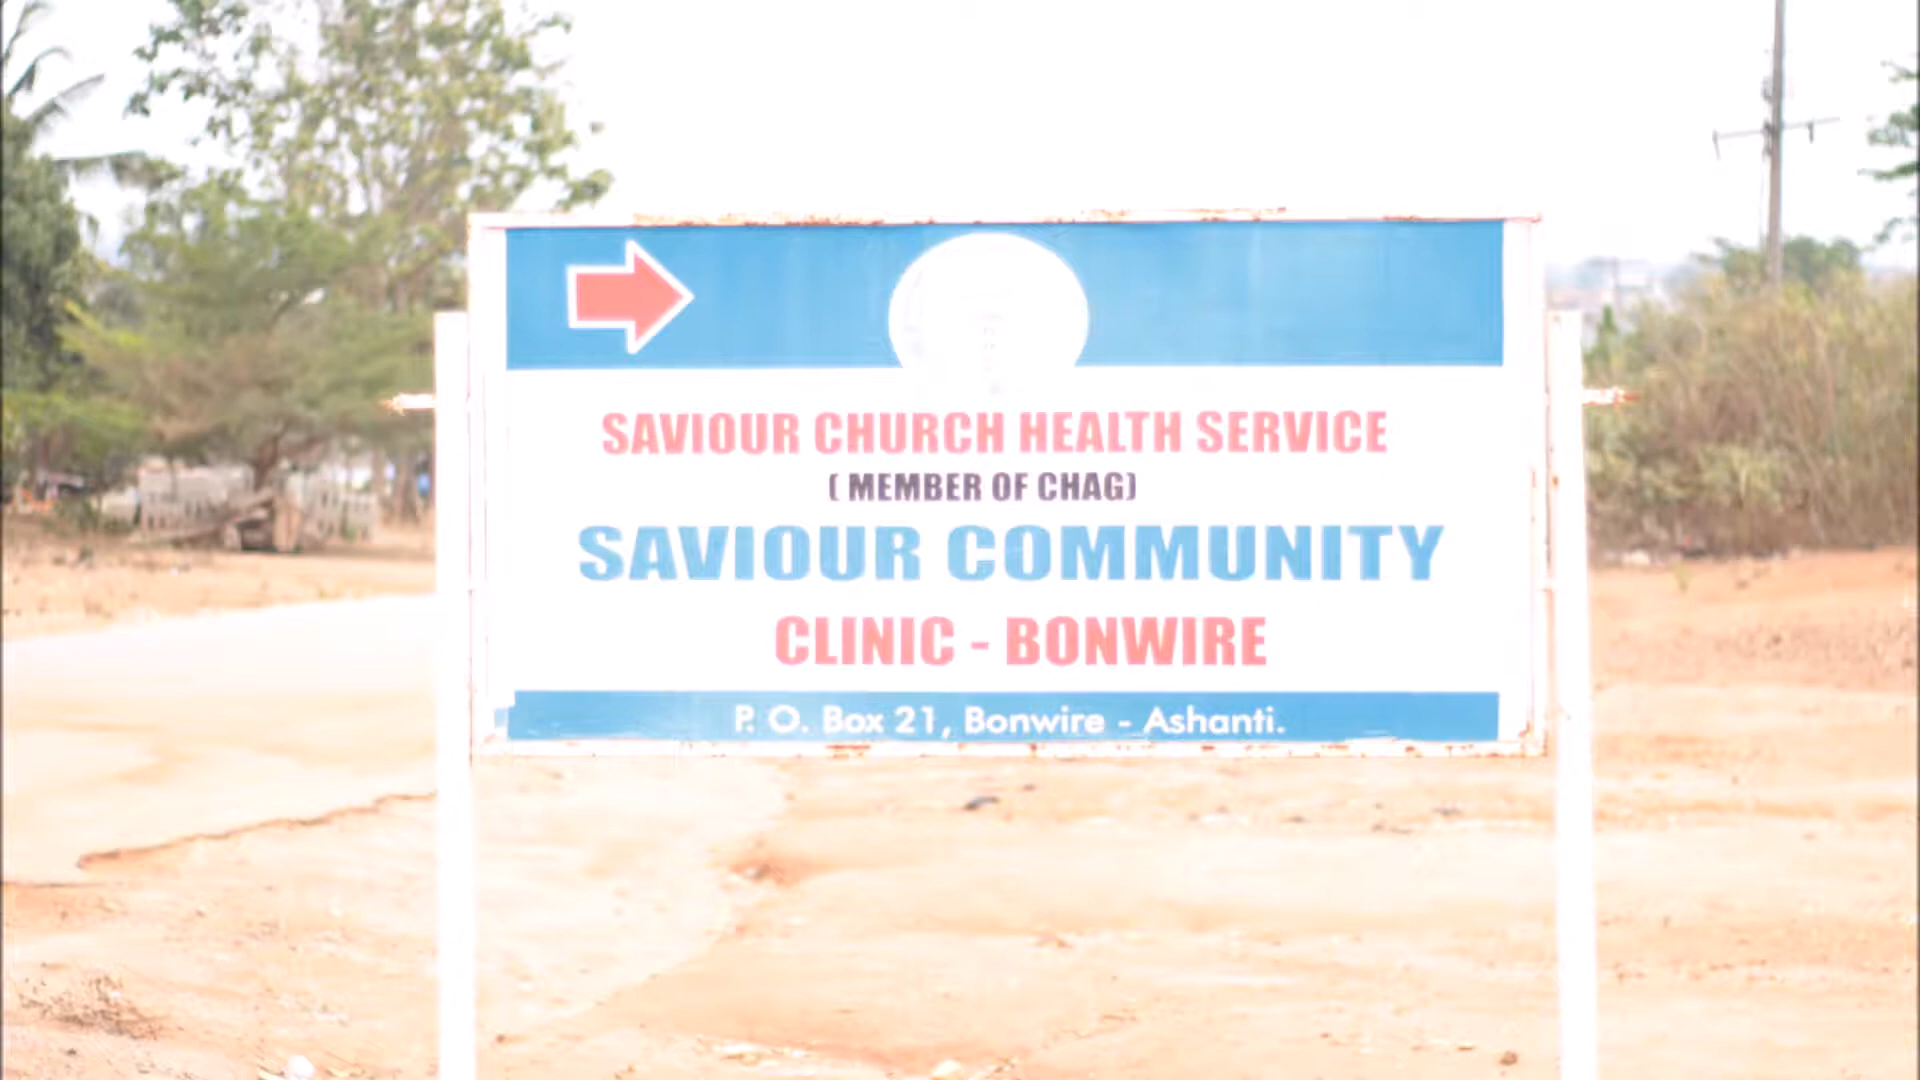 SAVIOUR CHURCH HEALTH SERVICE
( MEMBER OF CHAG)
SAVIOUR COMMUNITY
CLINIC - BONWIRE
P. O. Box 21, Bonwire - Ashanti.